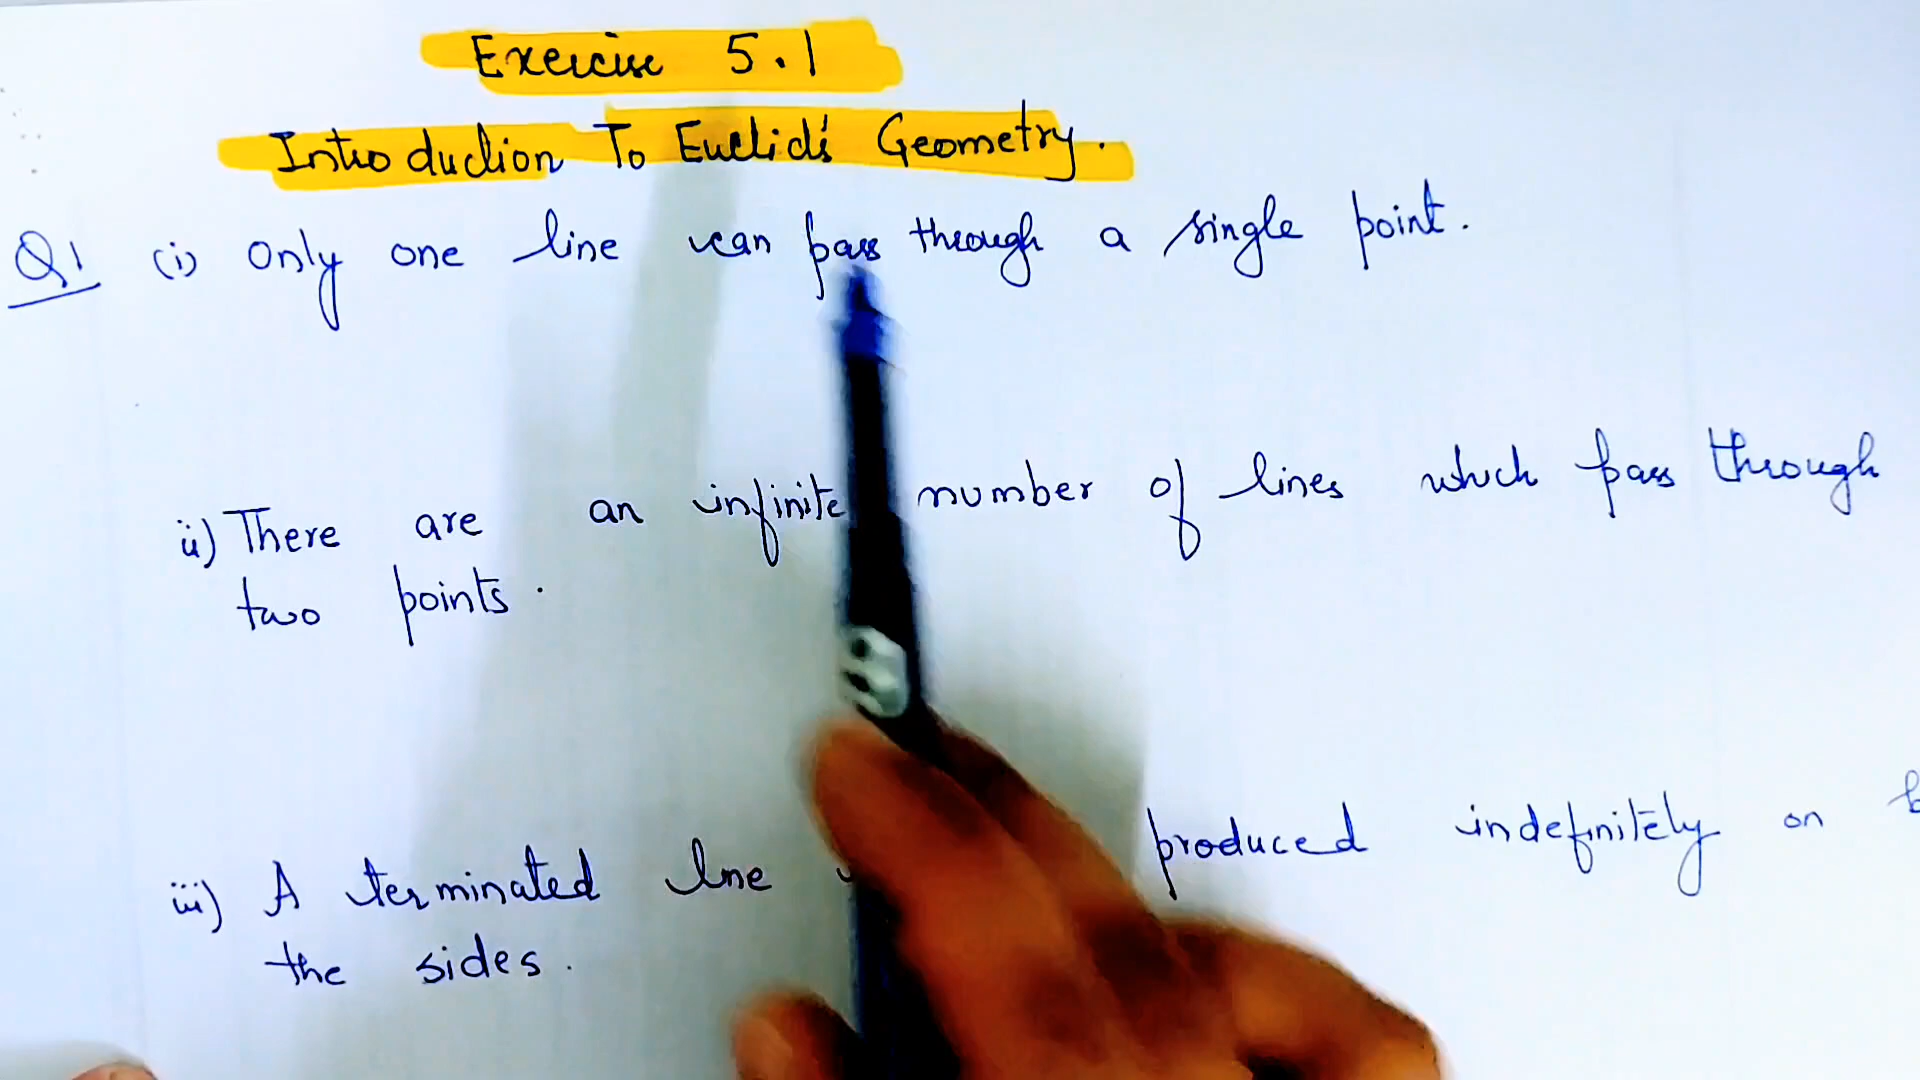 Exercise 5.1
Introduction To Euclid's Geometry.
Q1 (i) Only one line can pass through a single point.
ii) There are an infinite number of lines which pass through
two points.
iii) A terminated line produced indefinitely on
the sides.